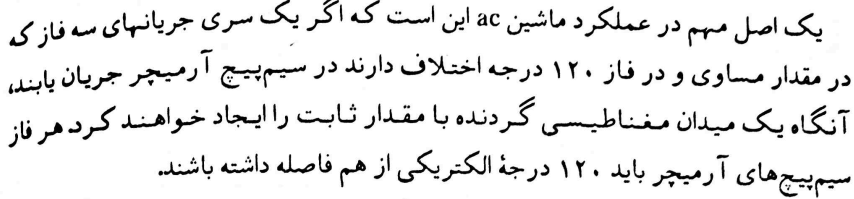 یک اصل مهم در عملکرد ماشین ac این است که اگر یک سری جریانهای سه فاز که
در مقدار مساوی و در فاز ۱۲۰ درجه اختلاف دارند در سیم‌پیچ آرمیچر جریان یابند،
آنگاه یک میدان مغناطیسی گردنده با مقدار ثابت را ایجاد خواهند کرد. هر فاز
سیم‌پیچ‌های آرمیچر باید ۱۲۰ درجهٔ الکتریکی از هم فاصله داشته باشند.